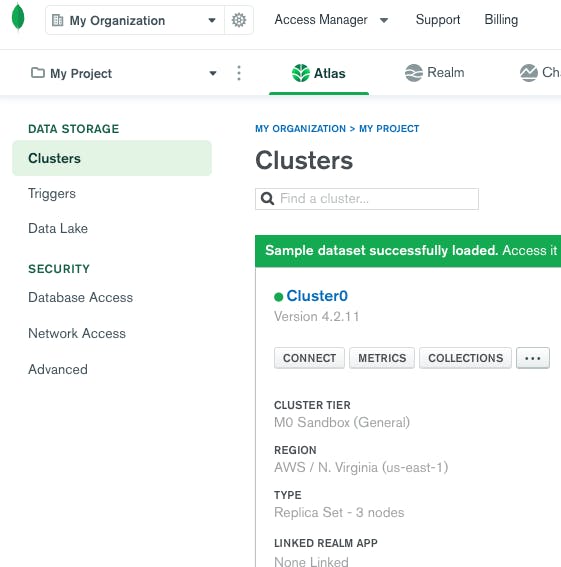 My Organization Access Manager Support Billing
My Project Atlas Realm
DATA STORAGE
Clusters
Triggers
Data Lake
SECURITY
Database Access
Network Access
Advanced
MY ORGANIZATION > MY PROJECT
Clusters
Find a cluster...
Sample dataset successfully loaded. Access it
Cluster0
Version 4.2.11
CONNECT METRICS COLLECTIONS ...
CLUSTER TIER
M0 Sandbox (General)
REGION
AWS / N. Virginia (us-east-1)
TYPE
Replica Set - 3 nodes
LINKED REALM APP
None Linked